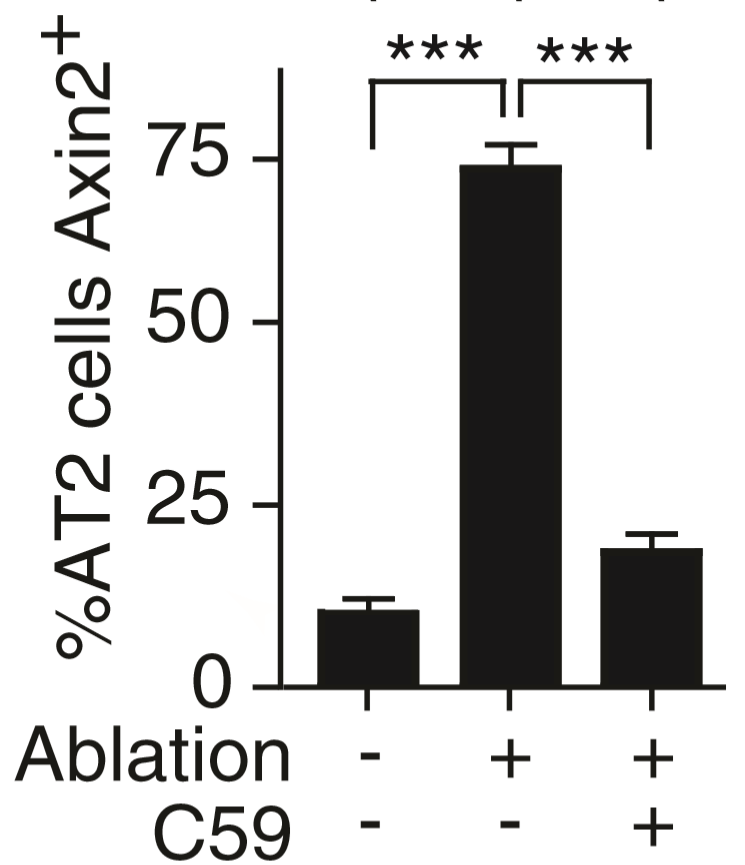 *** ***
%AT2 cells Axin2⁺
75
50
25
0
Ablation - + +
C59 - - +